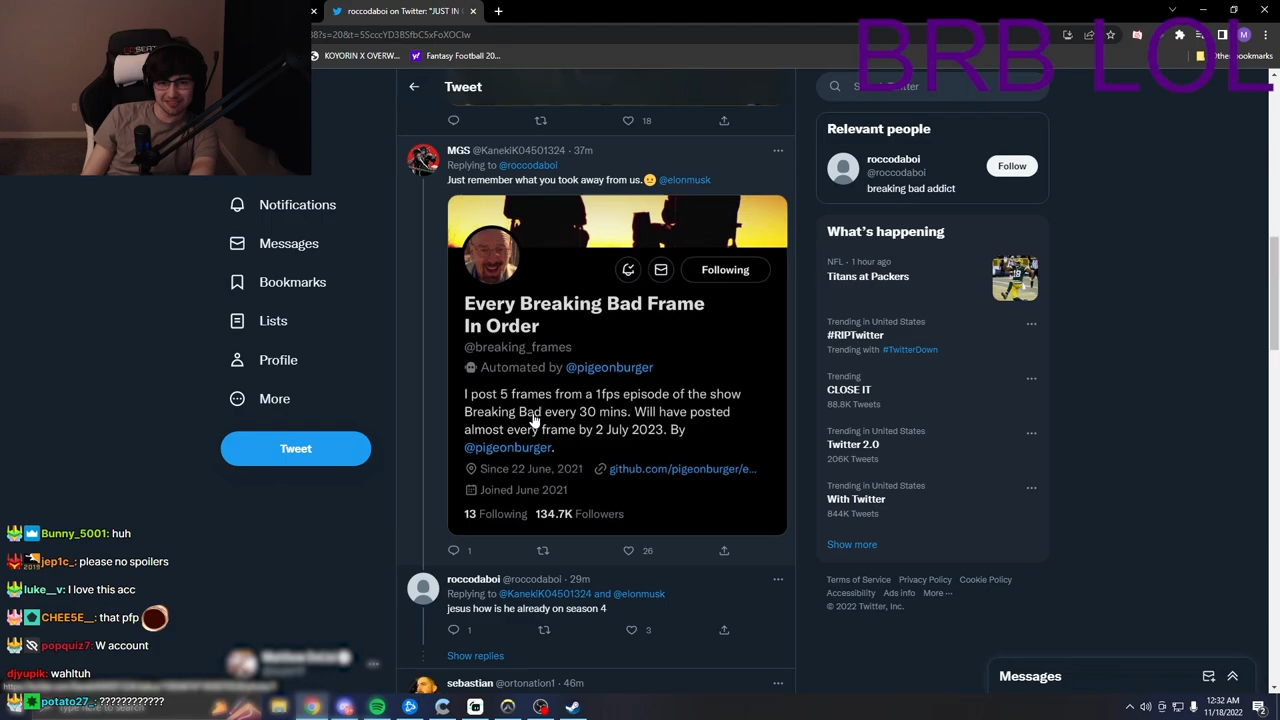 roccodaboi on Twitter: "JUST IN
BRB LOL
KOYORIN X OVERW...
Fantasy Football 20...
Other bookmarks
Tweet
18
MGS @KanekiK04501324 · 37m
Replying to @roccodaboi
Just remember what you took away from us.😐 @elonmusk
Following
Every Breaking Bad Frame
In Order
@breaking_frames
Automated by @pigeonburger
I post 5 frames from a 1fps episode of the show
Breaking Bad every 30 mins. Will have posted
almost every frame by 2 July 2023. By
@pigeonburger.
Since 22 June, 2021 github.com/pigeonburger/e...
Joined June 2021
13 Following 134.7K Followers
1 26
roccodaboi @roccodaboi · 29m
Replying to @KanekiK04501324 and @elonmusk
jesus how is he already on season 4
1 3
Show replies
sebastian @ortonation1 · 46m
Notifications
Messages
Bookmarks
Lists
Profile
More
Tweet
Bunny_5001: huh
jep1c_: please no spoilers
luke__v: I love this acc
CHEE5E__: that pfp
popquiz7: W account
djyupik: wahltuh
potato27_: ????????????
Relevant people
roccodaboi
@roccodaboi
Follow
breaking bad addict
What's happening
NFL · 1 hour ago
Titans at Packers
Trending in United States
#RIPTwitter
Trending with #TwitterDown
Trending
CLOSE IT
88.8K Tweets
Trending in United States
Twitter 2.0
206K Tweets
Trending in United States
With Twitter
844K Tweets
Show more
Terms of Service Privacy Policy Cookie Policy
Accessibility Ads info More ···
© 2022 Twitter, Inc.
Messages
12:32 AM
11/18/2022